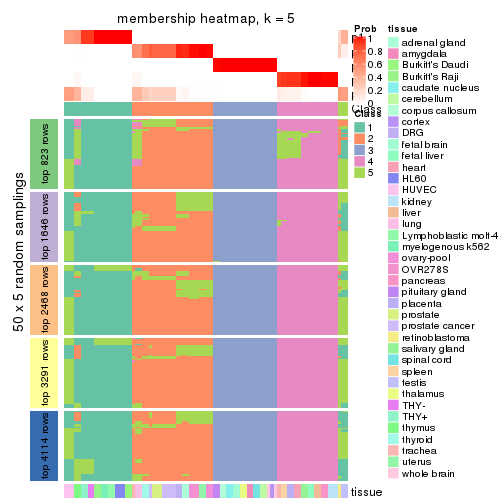 membership heatmap, k = 5
Prob
1
0.8
0.6
0.4
0.2
0
Class
Class
1
2
3
4
5
tissue
adrenal gland
amygdala
Burkitt's Daudi
Burkitt's Raji
caudate nucleus
cerebellum
corpus callosum
cortex
DRG
fetal brain
fetal liver
heart
HL60
HUVEC
kidney
liver
lung
Lymphoblastic molt-4
myelogenous k562
ovary-pool
OVR278S
pancreas
pituitary gland
placenta
prostate
prostate cancer
retinoblastoma
salivary gland
spinal cord
spleen
testis
thalamus
THY-
THY+
thymus
thyroid
trachea
uterus
whole brain
50 x 5 random samplings
top 823 rows
top 1646 rows
top 2468 rows
top 3291 rows
top 4114 rows
tissue